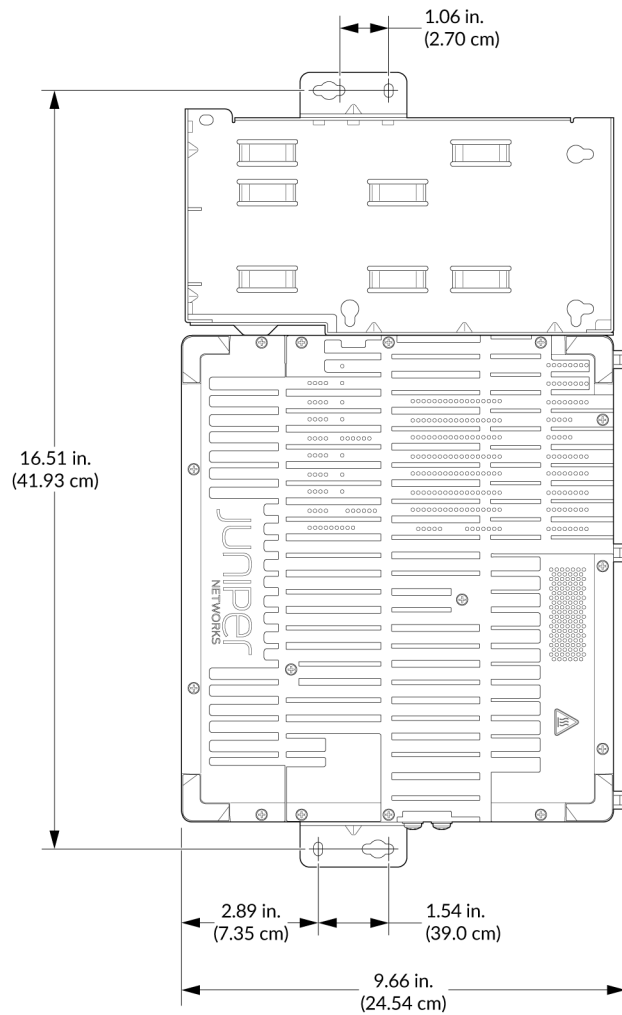 1.06 in.
(2.70 cm)
16.51 in.
(41.93 cm)
JUNIPer
NETWORKS
2.89 in.
(7.35 cm)
1.54 in.
(39.0 cm)
9.66 in.
(24.54 cm)